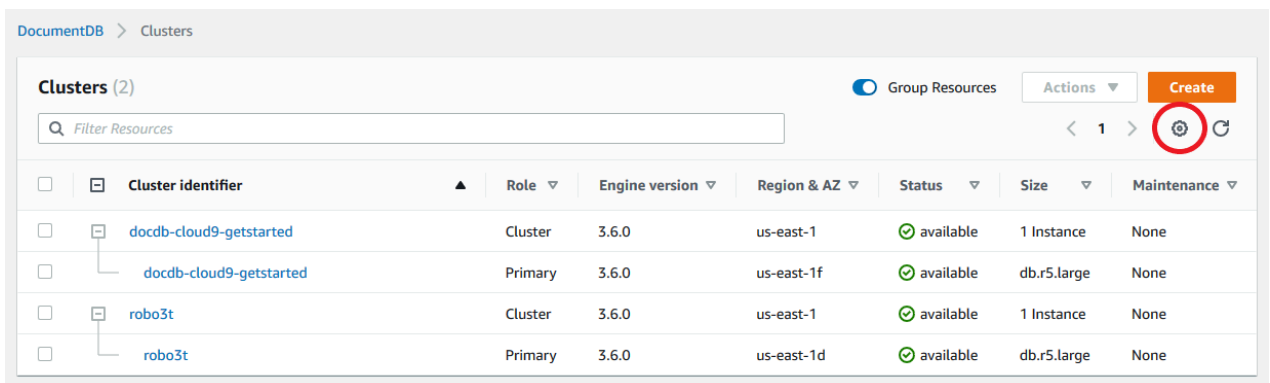 DocumentDB > Clusters
Clusters (2) Group Resources Actions Create
Filter Resources < 1 >
Cluster identifier Role Engine version Region & AZ Status Size Maintenance
docdb-cloud9-getstarted Cluster 3.6.0 us-east-1 available 1 Instance None
docdb-cloud9-getstarted Primary 3.6.0 us-east-1f available db.r5.large None
robo3t Cluster 3.6.0 us-east-1 available 1 Instance None
robo3t Primary 3.6.0 us-east-1d available db.r5.large None